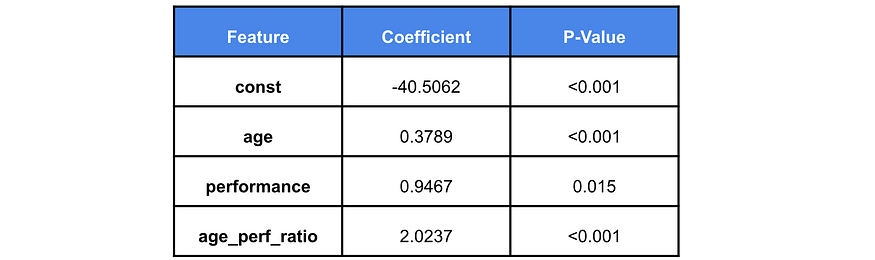 Feature Coefficient P-Value
const -40.5062 <0.001
age 0.3789 <0.001
performance 0.9467 0.015
age_perf_ratio 2.0237 <0.001